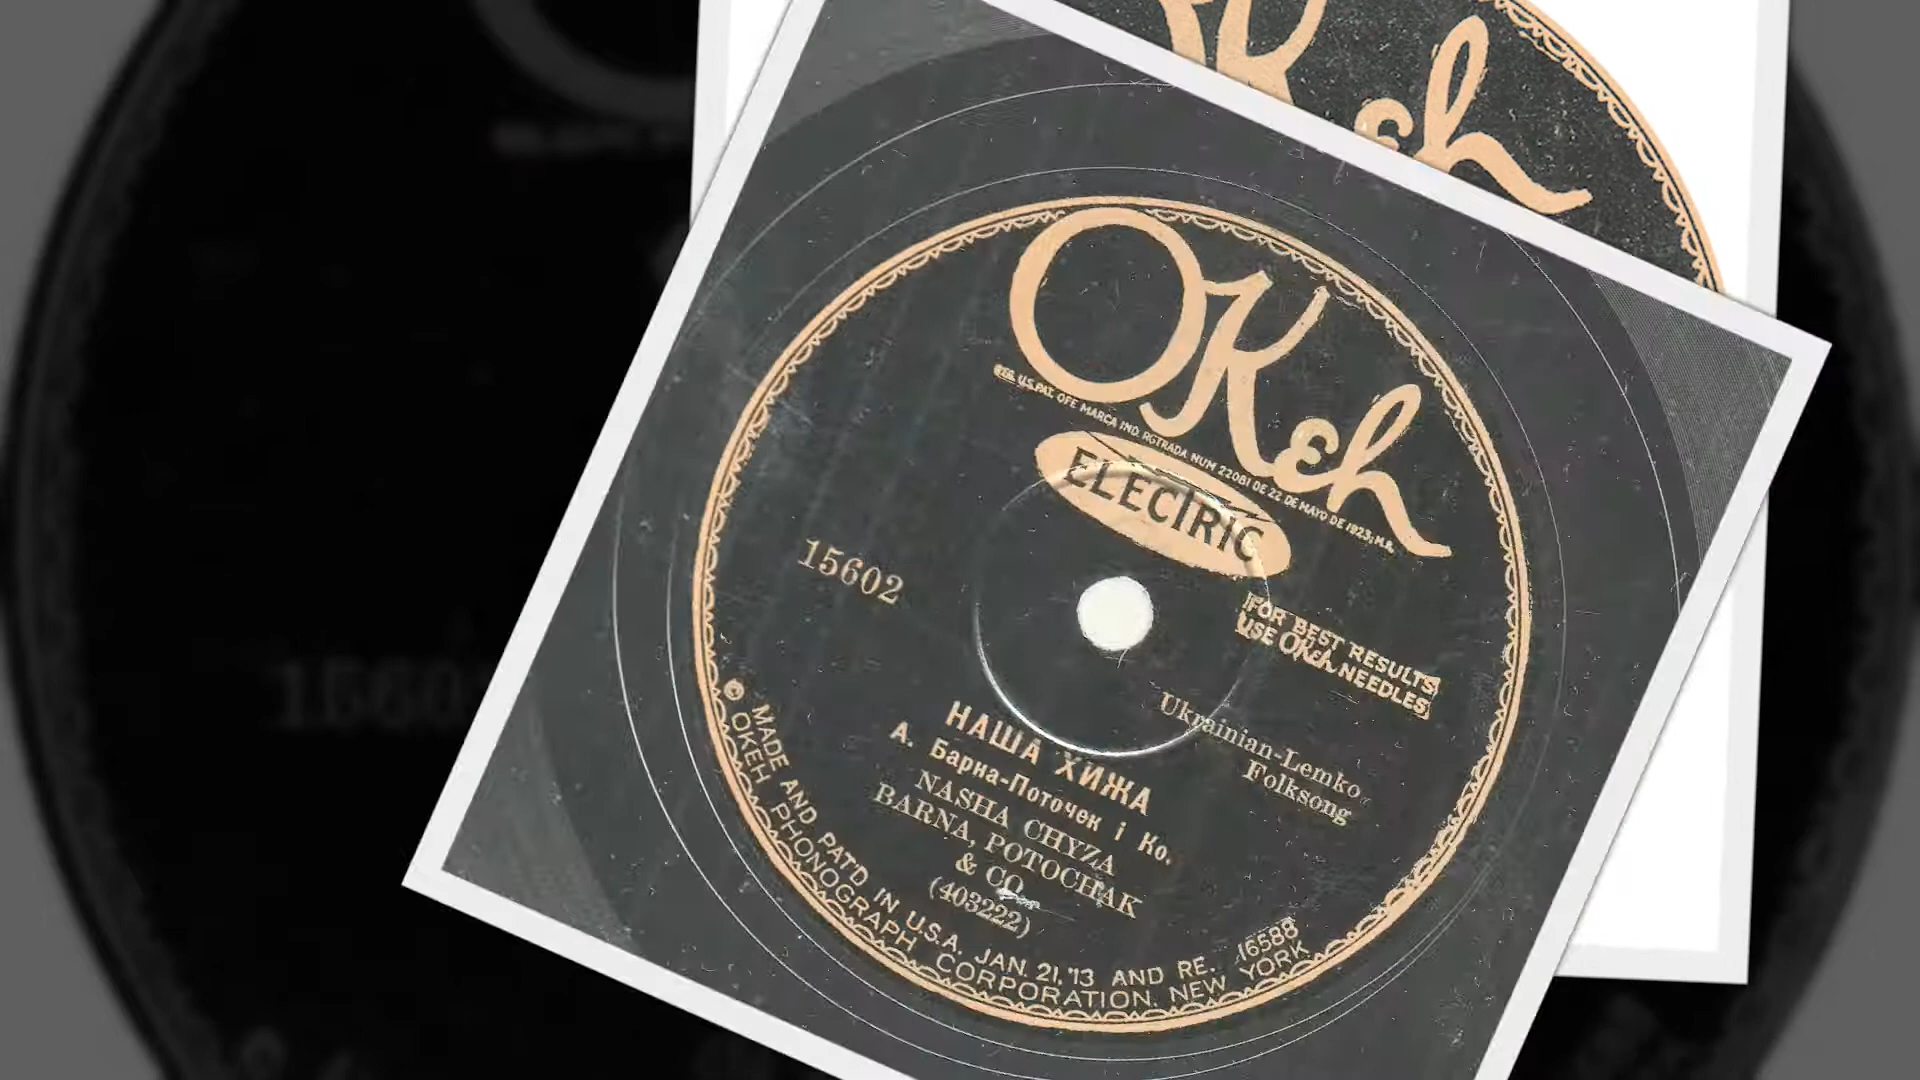 OKeh
REG. U.S. PAT. OFF. MARCA IND. RGTRADA NUM 22081 DE 22 DE MAYO DE 1923, M.R.
ELECTRIC
15602
FOR BEST RESULTS
USE OKeh NEEDLES
Ukrainian-Lemko
Folksong
НАША ХИЖА
А. Барна-Поточек і Ко.
NASHA CHYZA
BARNA, POTOCHAK
& CO.
(403222)
MADE AND PAT'D IN U.S.A. JAN. 21, '13 AND RE. 16588
© OKEH PHONOGRAPH CORPORATION, NEW YORK